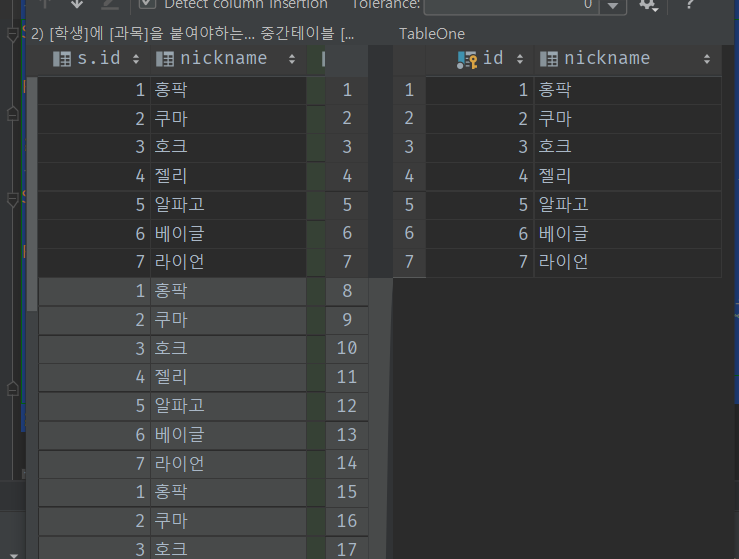 Detect column insertion Tolerance: 0 ?
2) [학생]에 [과목]을 붙여야하는... 중간테이블 [... TableOne
s.id nickname id nickname
1 홍팍 1 1 1 홍팍
2 쿠마 2 2 2 쿠마
3 호크 3 3 3 호크
4 젤리 4 4 4 젤리
5 알파고 5 5 5 알파고
6 베이글 6 6 6 베이글
7 라이언 7 7 7 라이언
1 홍팍 8
2 쿠마 9
3 호크 10
4 젤리 11
5 알파고 12
6 베이글 13
7 라이언 14
1 홍팍 15
2 쿠마 16
3 호크 17